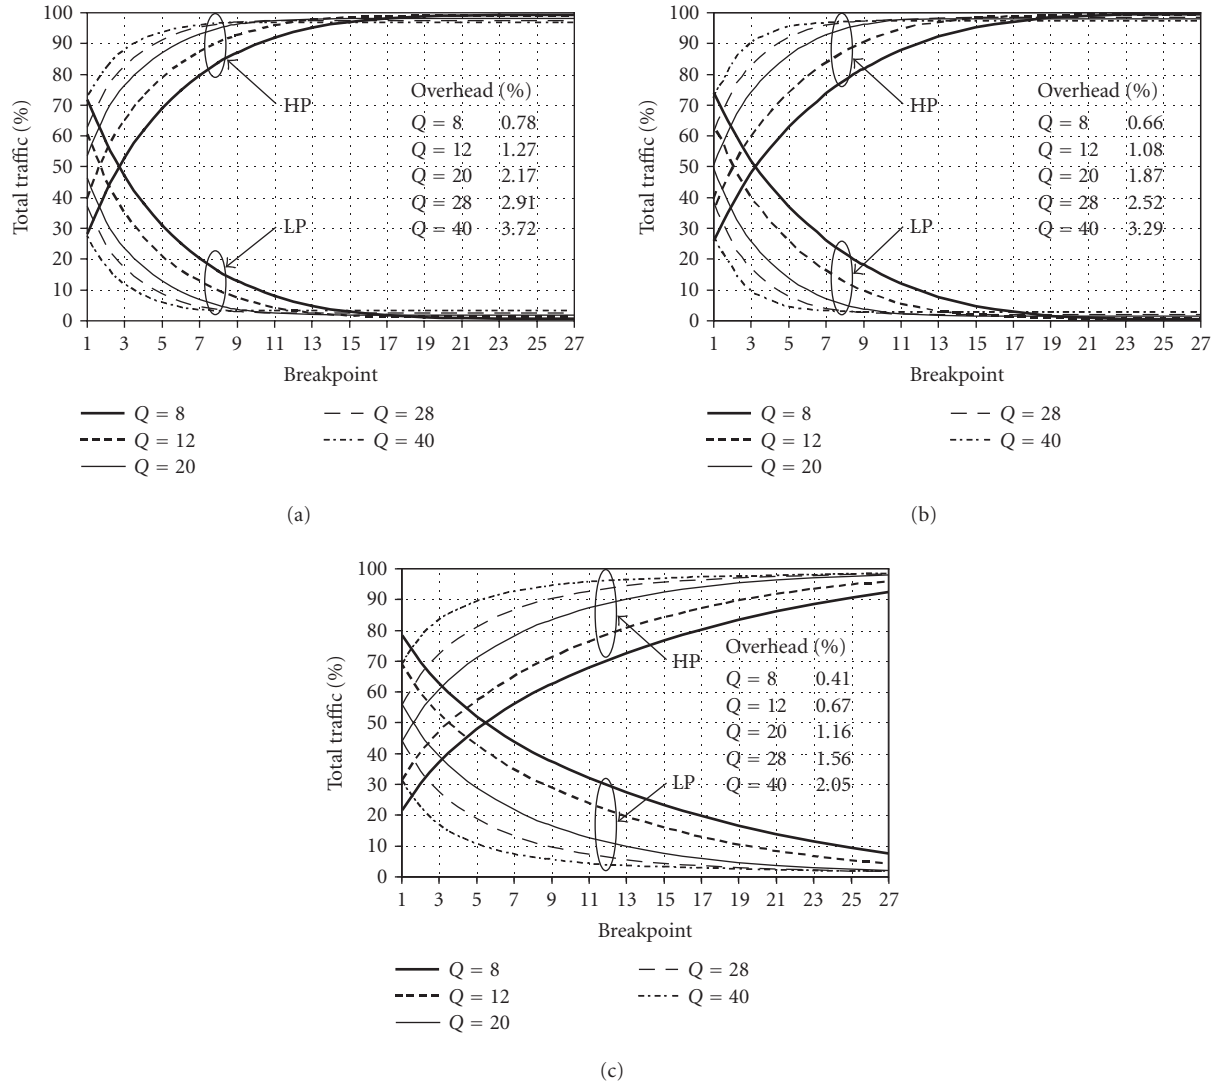 Total traffic (%)
100
90
80
70
60
50
40
30
20
10
0
1 3 5 7 9 11 13 15 17 19 21 23 25 27
Breakpoint
HP
LP
Overhead (%)
Q = 8 0.78
Q = 12 1.27
Q = 20 2.17
Q = 28 2.91
Q = 40 3.72
Q = 8
Q = 12
Q = 20
Q = 28
Q = 40
(a)
Total traffic (%)
100
90
80
70
60
50
40
30
20
10
0
1 3 5 7 9 11 13 15 17 19 21 23 25 27
Breakpoint
HP
LP
Overhead (%)
Q = 8 0.66
Q = 12 1.08
Q = 20 1.87
Q = 28 2.52
Q = 40 3.29
Q = 8
Q = 12
Q = 20
Q = 28
Q = 40
(b)
Total traffic (%)
100
90
80
70
60
50
40
30
20
10
0
1 3 5 7 9 11 13 15 17 19 21 23 25 27
Breakpoint
HP
LP
Overhead (%)
Q = 8 0.41
Q = 12 0.67
Q = 20 1.16
Q = 28 1.56
Q = 40 2.05
Q = 8
Q = 12
Q = 20
Q = 28
Q = 40
(c)